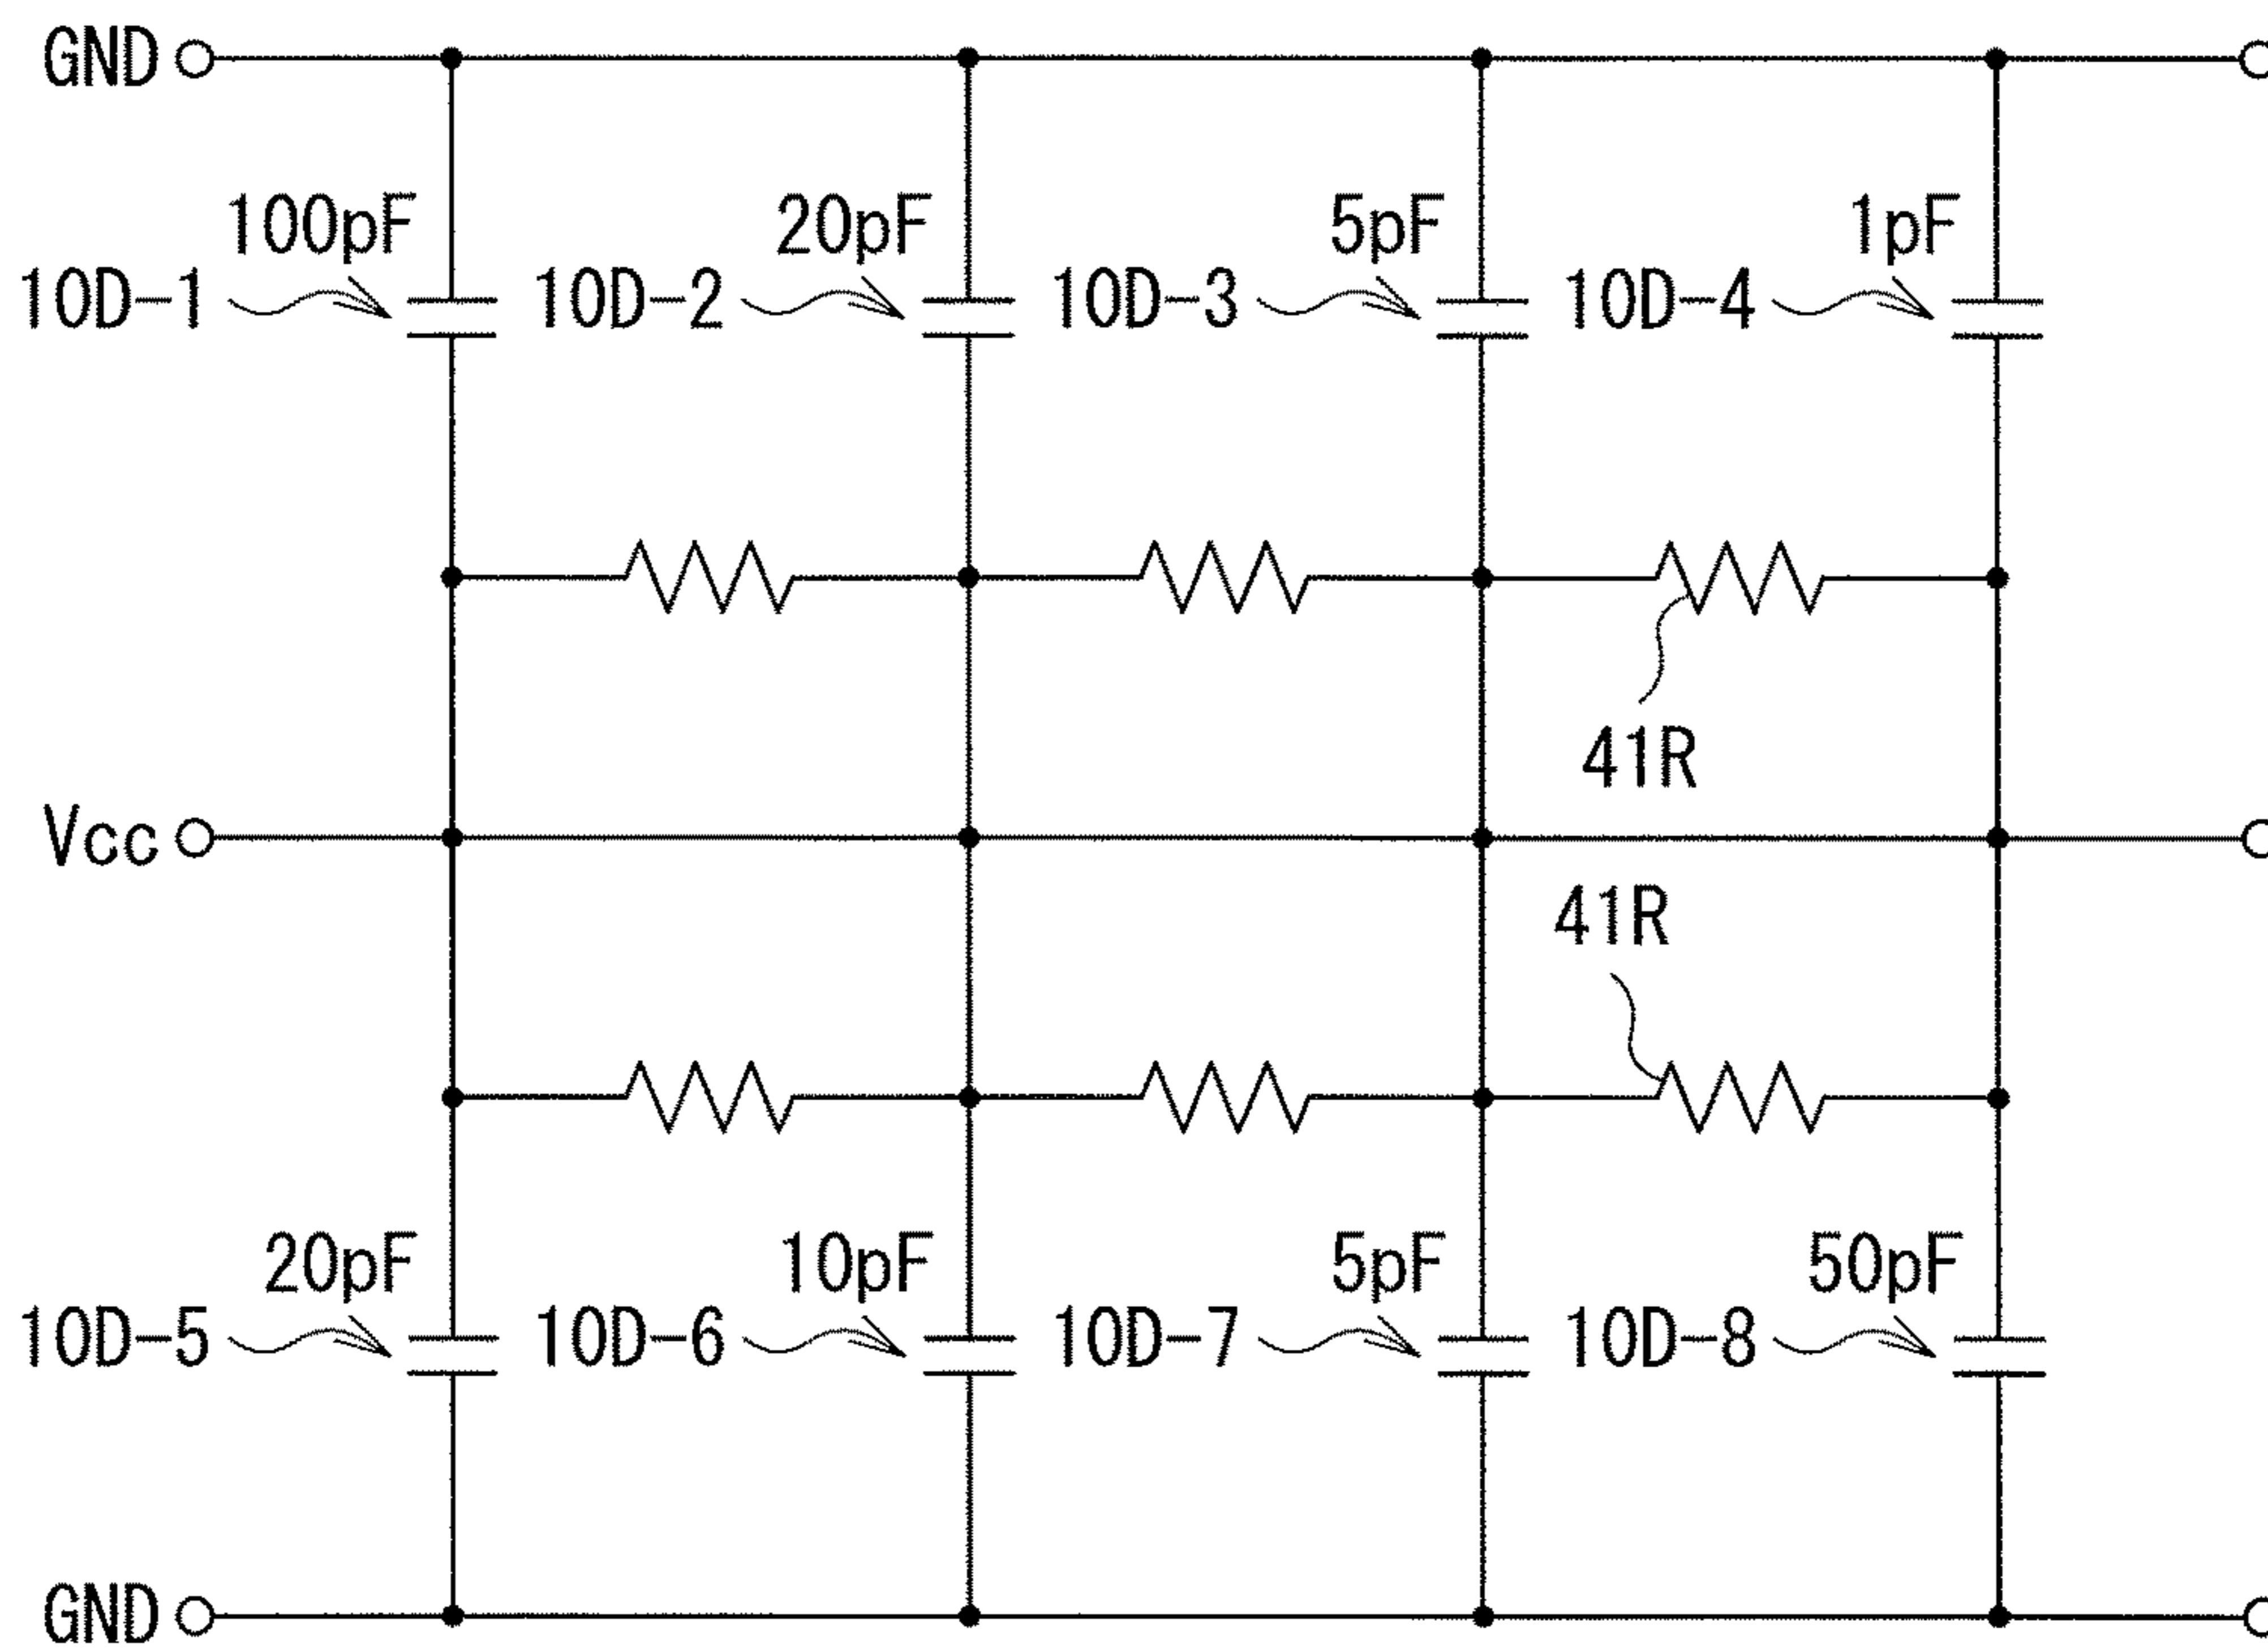 GND
100pF
20pF
5pF
1pF
10D-1
10D-2
10D-3
10D-4
41R
Vcc
41R
20pF
10pF
5pF
50pF
10D-5
10D-6
10D-7
10D-8
GND